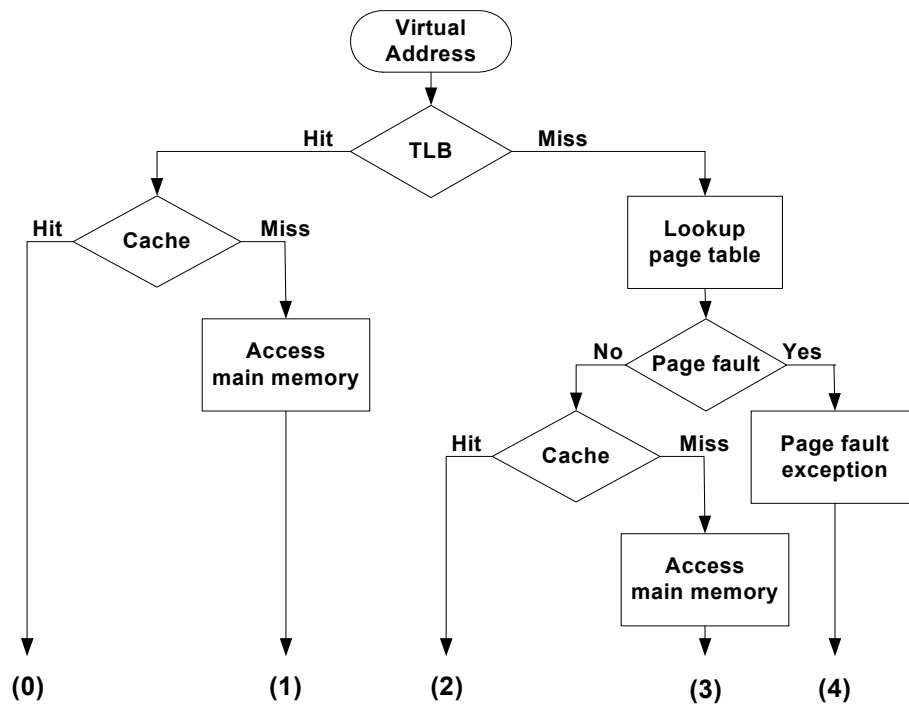 Virtual
Address
Hit
TLB
Miss
Hit
Cache
Miss
Lookup
page table
Access
main memory
No
Page fault
Yes
Hit
Cache
Miss
Page fault
exception
Access
main memory
(0)
(1)
(2)
(3)
(4)